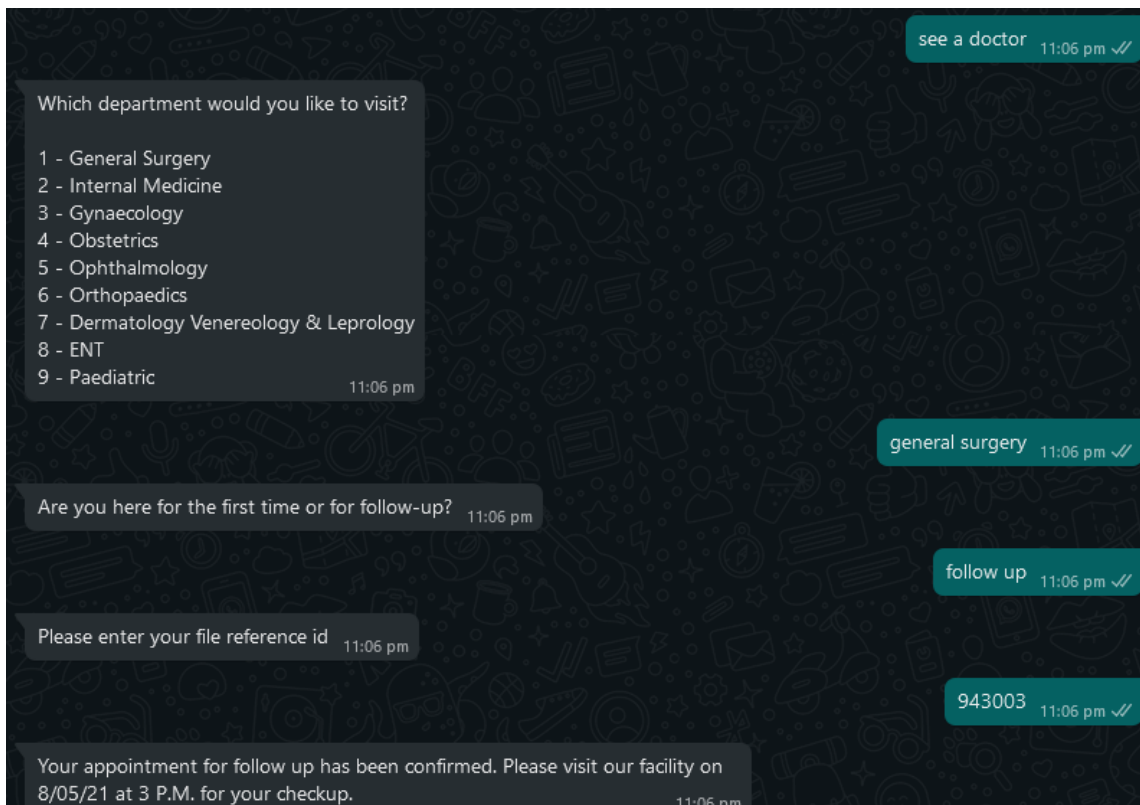 see a doctor 11:06 pm
Which department would you like to visit?
1 - General Surgery
2 - Internal Medicine
3 - Gynaecology
4 - Obstetrics
5 - Ophthalmology
6 - Orthopaedics
7 - Dermatology Venereology & Leprology
8 - ENT
9 - Paediatric
11:06 pm
general surgery 11:06 pm
Are you here for the first time or for follow-up? 11:06 pm
follow up 11:06 pm
Please enter your file reference id 11:06 pm
943003 11:06 pm
Your appointment for follow up has been confirmed. Please visit our facility on
8/05/21 at 3 P.M. for your checkup.
11:06 pm